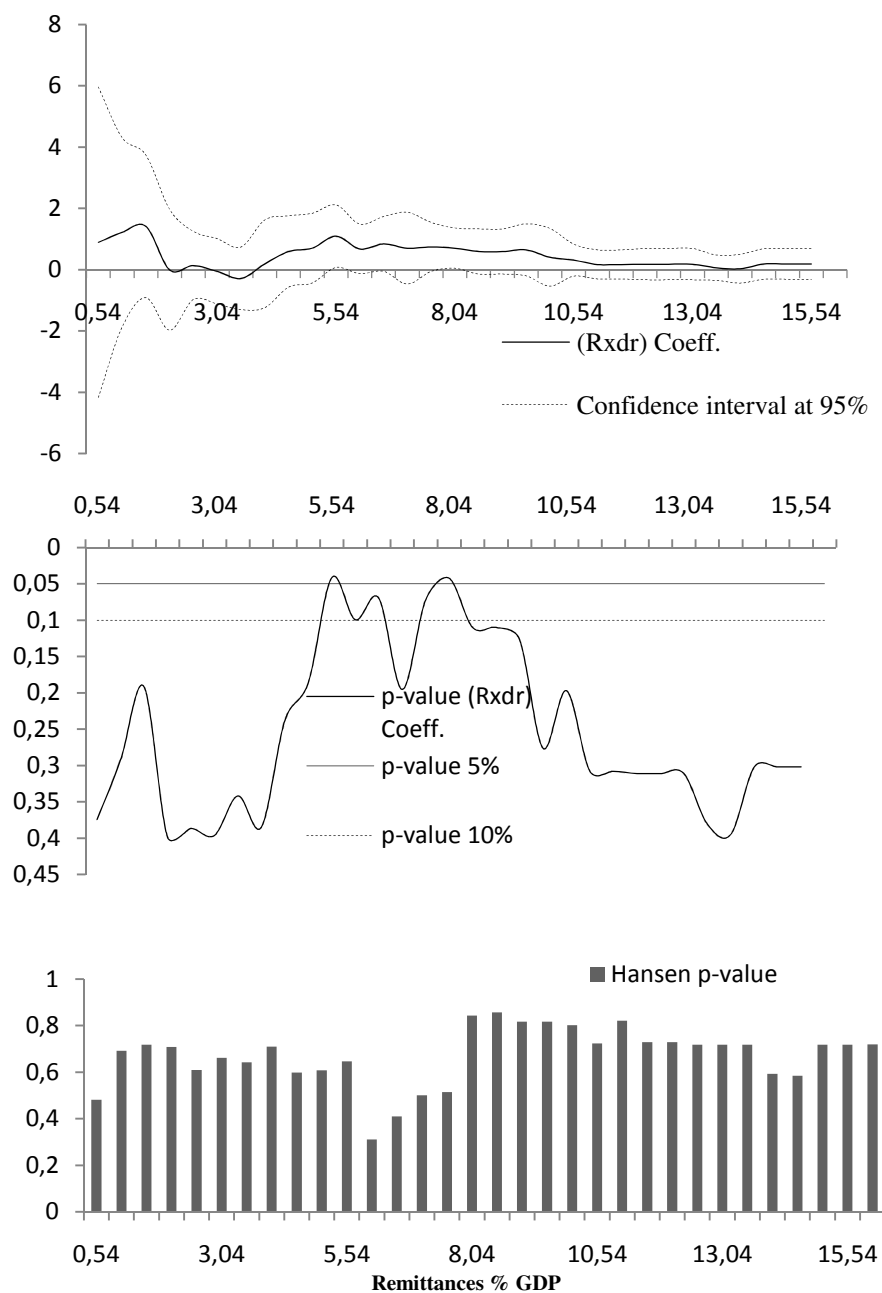 8
6
4
2
0
0,54 3,04 5,54 8,04 10,54 13,04 15,54
-2
(Rxdr) Coeff.
-4
Confidence interval at 95%
-6
0,54 3,04 5,54 8,04 10,54 13,04 15,54
0
0,05
0,1
0,15
0,2
p-value (Rxdr)
Coeff.
0,25
0,3
p-value 5%
0,35
0,4
p-value 10%
0,45
1
Hansen p-value
0,8
0,6
0,4
0,2
0
0,54 3,04 5,54 8,04 10,54 13,04 15,54
Remittances % GDP